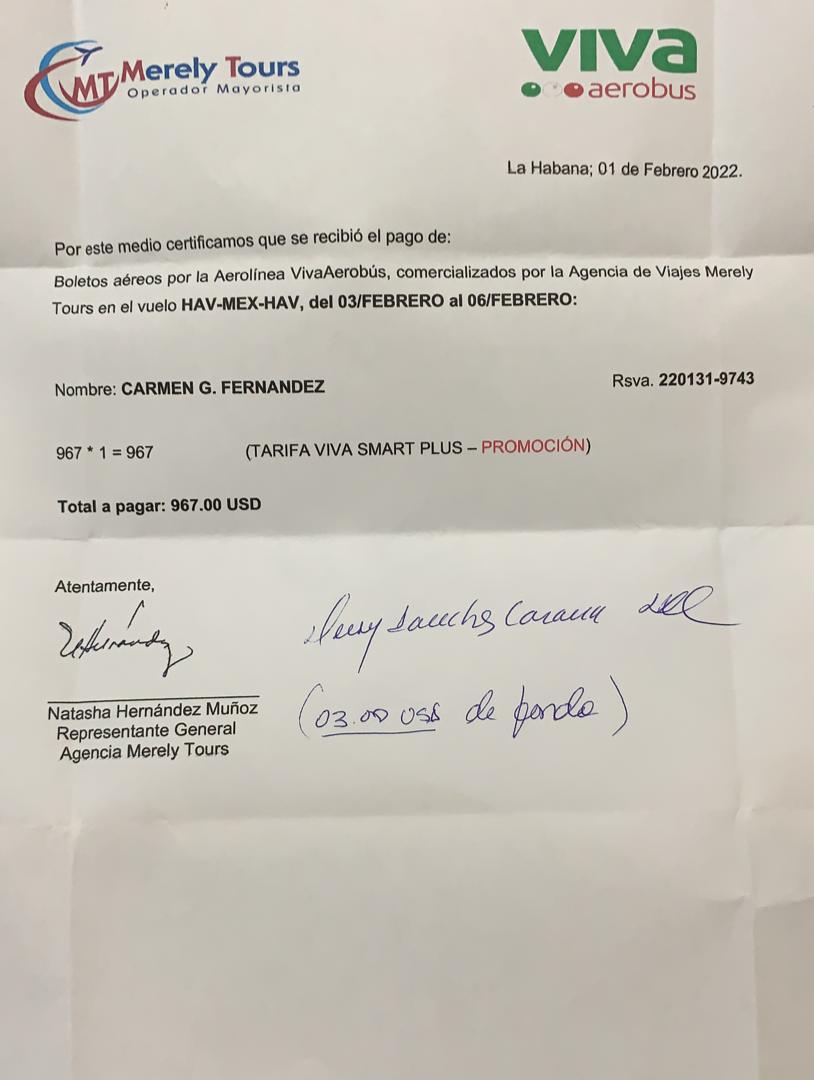 MT Merely Tours
Operador Mayorista
viva
aerobus
La Habana; 01 de Febrero 2022.
Por este medio certificamos que se recibió el pago de:
Boletos aéreos por la Aerolínea VivaAerobús, comercializados por la Agencia de Viajes Merely
Tours en el vuelo HAV-MEX-HAV, del 03/FEBRERO al 06/FEBRERO:
Nombre: CARMEN G. FERNANDEZ
Rsva. 220131-9743
967 * 1 = 967 (TARIFA VIVA SMART PLUS – PROMOCIÓN)
Total a pagar: 967.00 USD
Atentamente,
Natasha Hernández Muñoz
Representante General
Agencia Merely Tours
(03.00 US$ de fondo)